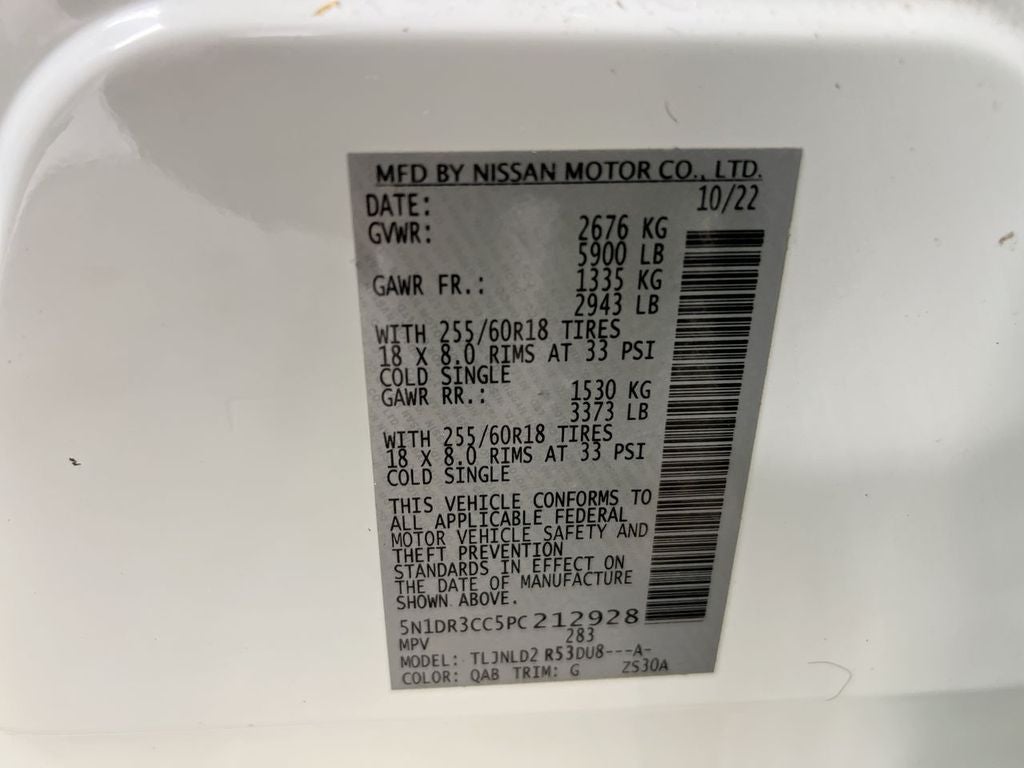 MFD BY NISSAN MOTOR CO., LTD.
DATE: 10/22
GVWR: 2676 KG
5900 LB
GAWR FR.: 1335 KG
2943 LB
WITH 255/60R18 TIRES
18 X 8.0 RIMS AT 33 PSI
COLD SINGLE
GAWR RR.: 1530 KG
3373 LB
WITH 255/60R18 TIRES
18 X 8.0 RIMS AT 33 PSI
COLD SINGLE
THIS VEHICLE CONFORMS TO
ALL APPLICABLE FEDERAL
MOTOR VEHICLE SAFETY AND
THEFT PREVENTION
STANDARDS IN EFFECT ON
THE DATE OF MANUFACTURE
SHOWN ABOVE.
5N1DR3CC5PC212928
MPV 283
MODEL: TLJNLD2 R53DU8---A-
COLOR: QAB TRIM: G ZS30A